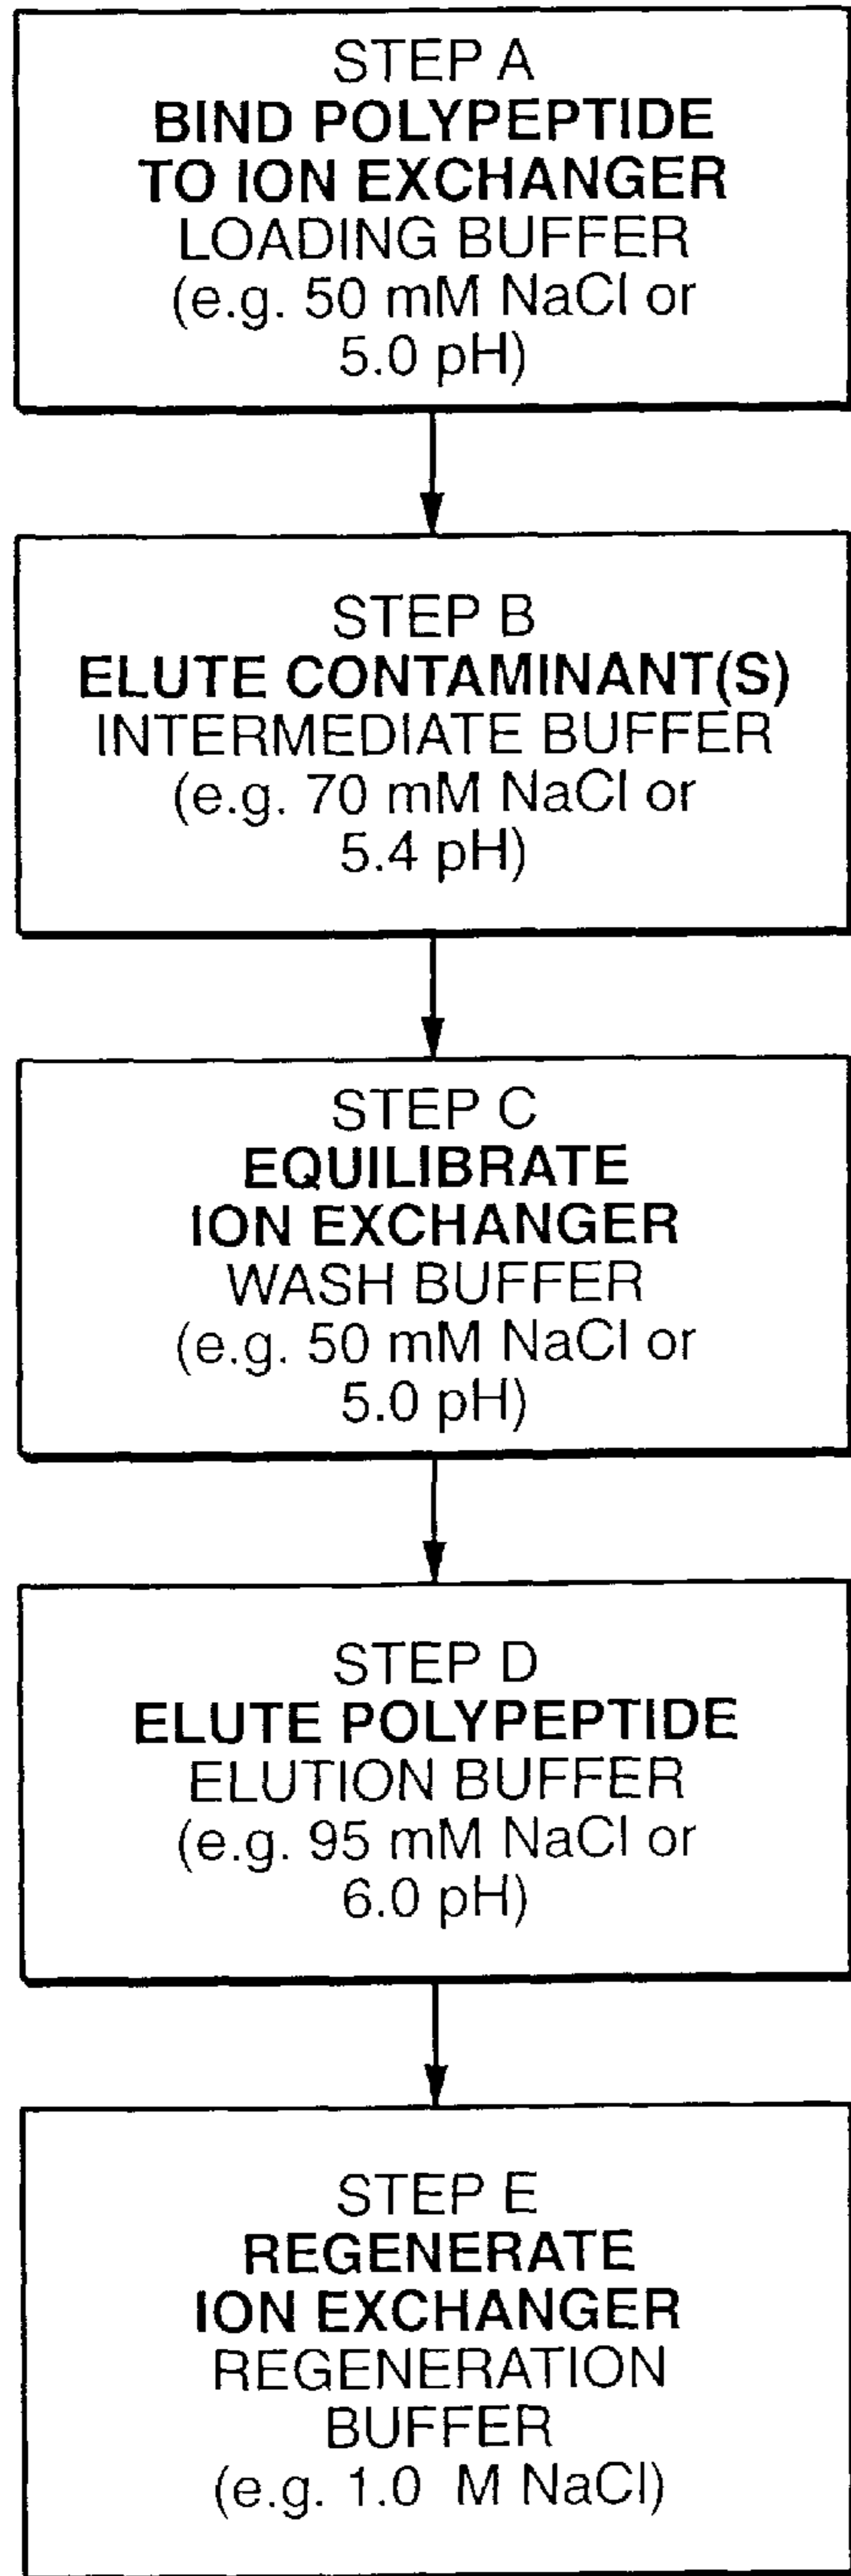 STEP A
BIND POLYPEPTIDE
TO ION EXCHANGER
LOADING BUFFER
(e.g. 50 mM NaCl or
5.0 pH)
STEP B
ELUTE CONTAMINANT(S)
INTERMEDIATE BUFFER
(e.g. 70 mM NaCl or
5.4 pH)
STEP C
EQUILIBRATE
ION EXCHANGER
WASH BUFFER
(e.g. 50 mM NaCl or
5.0 pH)
STEP D
ELUTE POLYPEPTIDE
ELUTION BUFFER
(e.g. 95 mM NaCl or
6.0 pH)
STEP E
REGENERATE
ION EXCHANGER
REGENERATION
BUFFER
(e.g. 1.0 M NaCl)